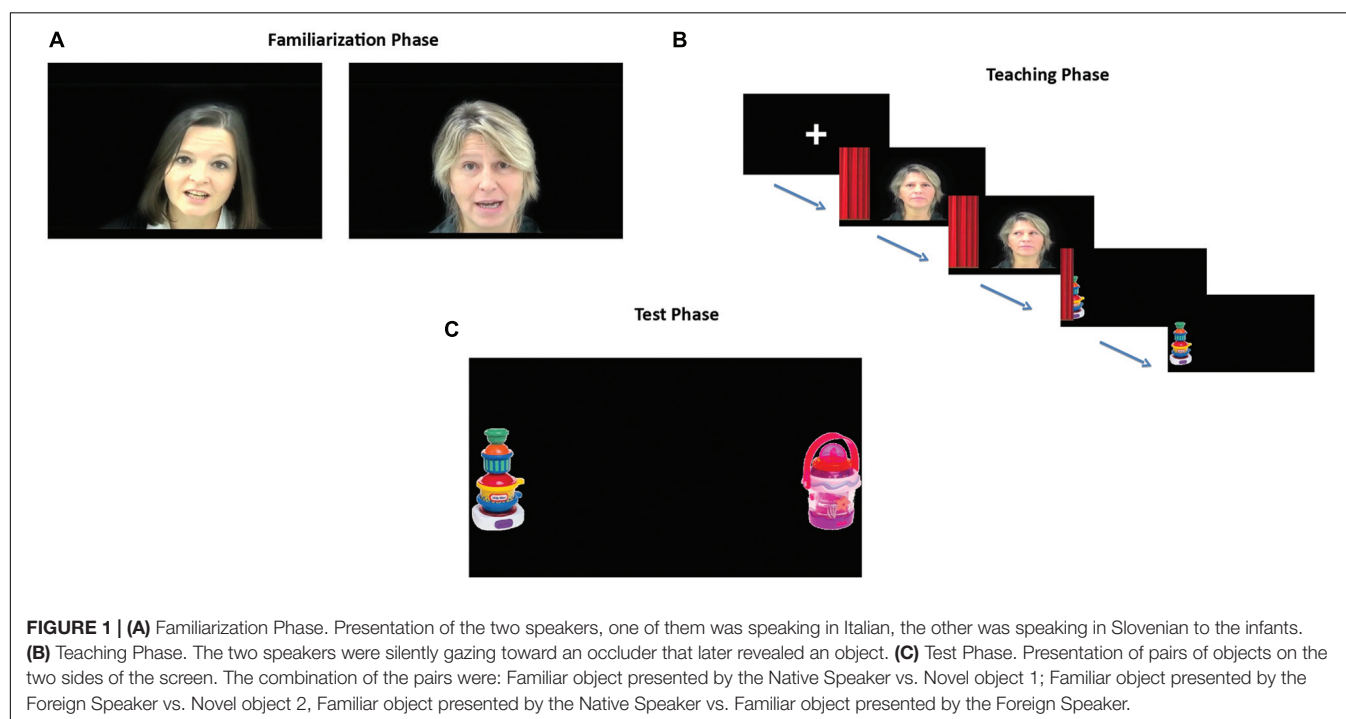 A
Familiarization Phase
B
Teaching Phase
C
Test Phase
FIGURE 1 | (A) Familiarization Phase. Presentation of the two speakers, one of them was speaking in Italian, the other was speaking in Slovenian to the infants.
(B) Teaching Phase. The two speakers were silently gazing toward an occluder that later revealed an object. (C) Test Phase. Presentation of pairs of objects on the
two sides of the screen. The combination of the pairs were: Familiar object presented by the Native Speaker vs. Novel object 1; Familiar object presented by the
Foreign Speaker vs. Novel object 2, Familiar object presented by the Native Speaker vs. Familiar object presented by the Foreign Speaker.